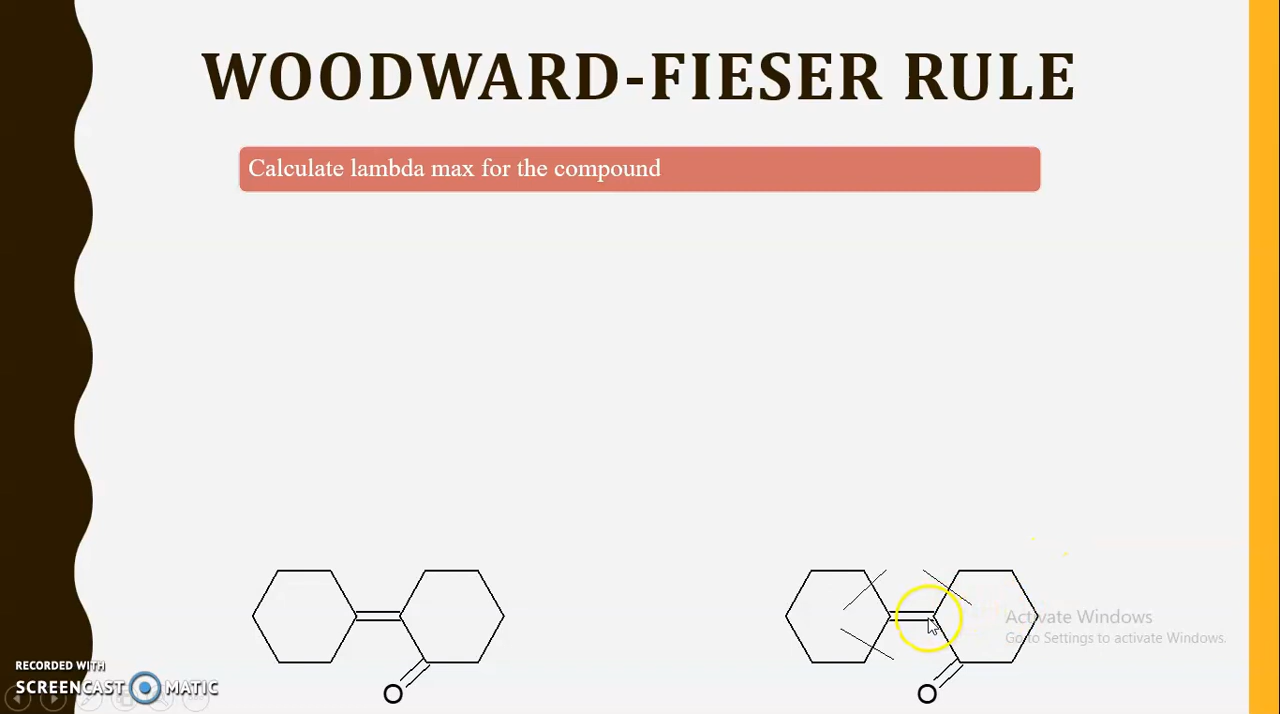 WOODWARD-FIESER RULE
Calculate lambda max for the compound
O
O
Activate Windows
Go to Settings to activate Windows.
RECORDED WITH
SCREENCAST MATIC